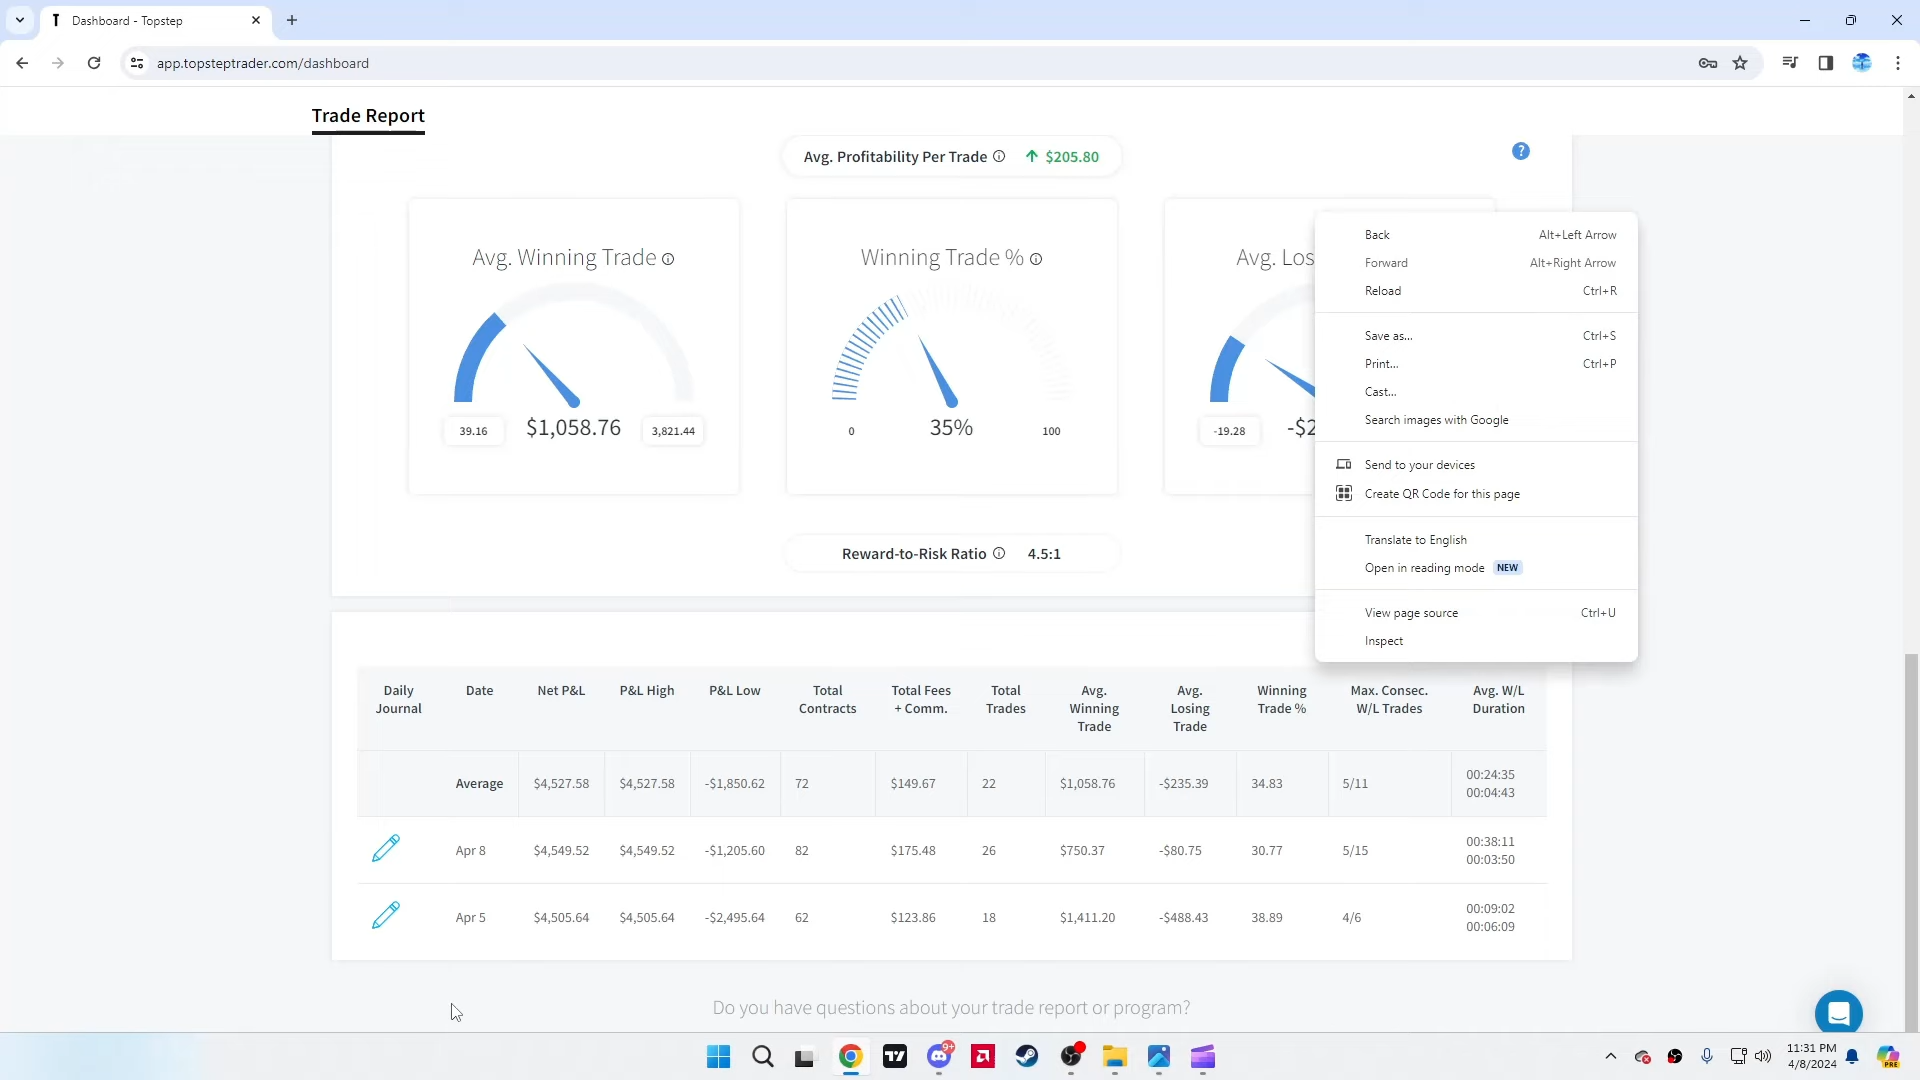 Dashboard - Topstep
app.topsteptrader.com/dashboard
Trade Report
Avg. Profitability Per Trade $205.80
?
Avg. Winning Trade
39.16 $1,058.76 3,821.44
Winning Trade %
0 35% 100
Avg. Los
-19.28 -$2
Reward-to-Risk Ratio 4.5:1
Back Alt+Left Arrow
Forward Alt+Right Arrow
Reload Ctrl+R
Save as... Ctrl+S
Print... Ctrl+P
Cast...
Search images with Google
Send to your devices
Create QR Code for this page
Translate to English
Open in reading mode NEW
View page source Ctrl+U
Inspect
Daily Journal Date Net P&L P&L High P&L Low Total Contracts Total Fees + Comm. Total Trades Avg. Winning Trade Avg. Losing Trade Winning Trade % Max. Consec. W/L Trades Avg. W/L Duration
Average $4,527.58 $4,527.58 -$1,850.62 72 $149.67 22 $1,058.76 -$235.39 34.83 5/11 00:24:35 00:04:43
Apr 8 $4,549.52 $4,549.52 -$1,205.60 82 $175.48 26 $750.37 -$80.75 30.77 5/15 00:38:11 00:03:50
Apr 5 $4,505.64 $4,505.64 -$2,495.64 62 $123.86 18 $1,411.20 -$488.43 38.89 4/6 00:09:02 00:06:09
Do you have questions about your trade report or program?
9+
11:31 PM
4/8/2024
PRE